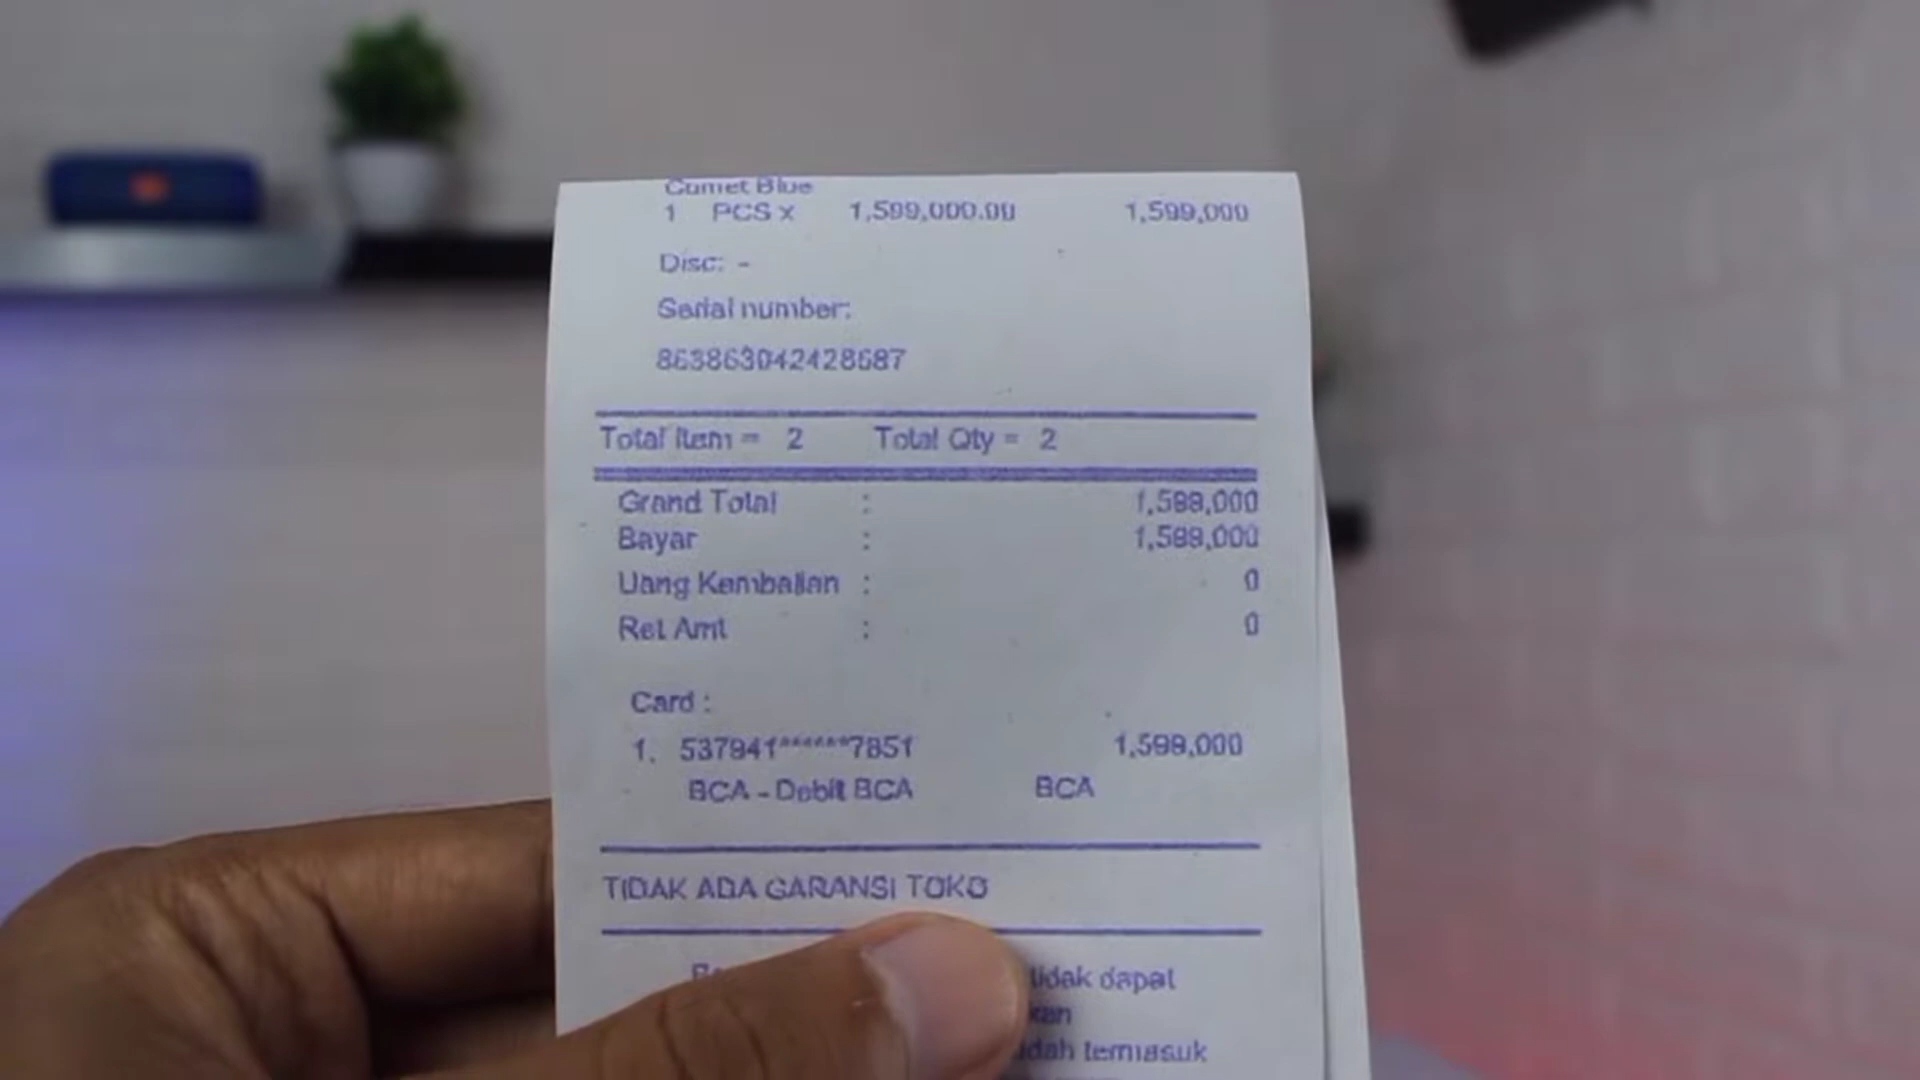 Comet Blue
1 PCS x 1,599,000.00 1,599,000
Disc: -
Serial number:
863863042428687
Total Item = 2 Total Qty = 2
Grand Total : 1,599,000
Bayar : 1,599,000
Uang Kembalian : 0
Ret Amt : 0
Card :
1. 537941******7851 1,599,000
BCA - Debit BCA BCA
TIDAK ADA GARANSI TOKO
tidak dapat
termasuk